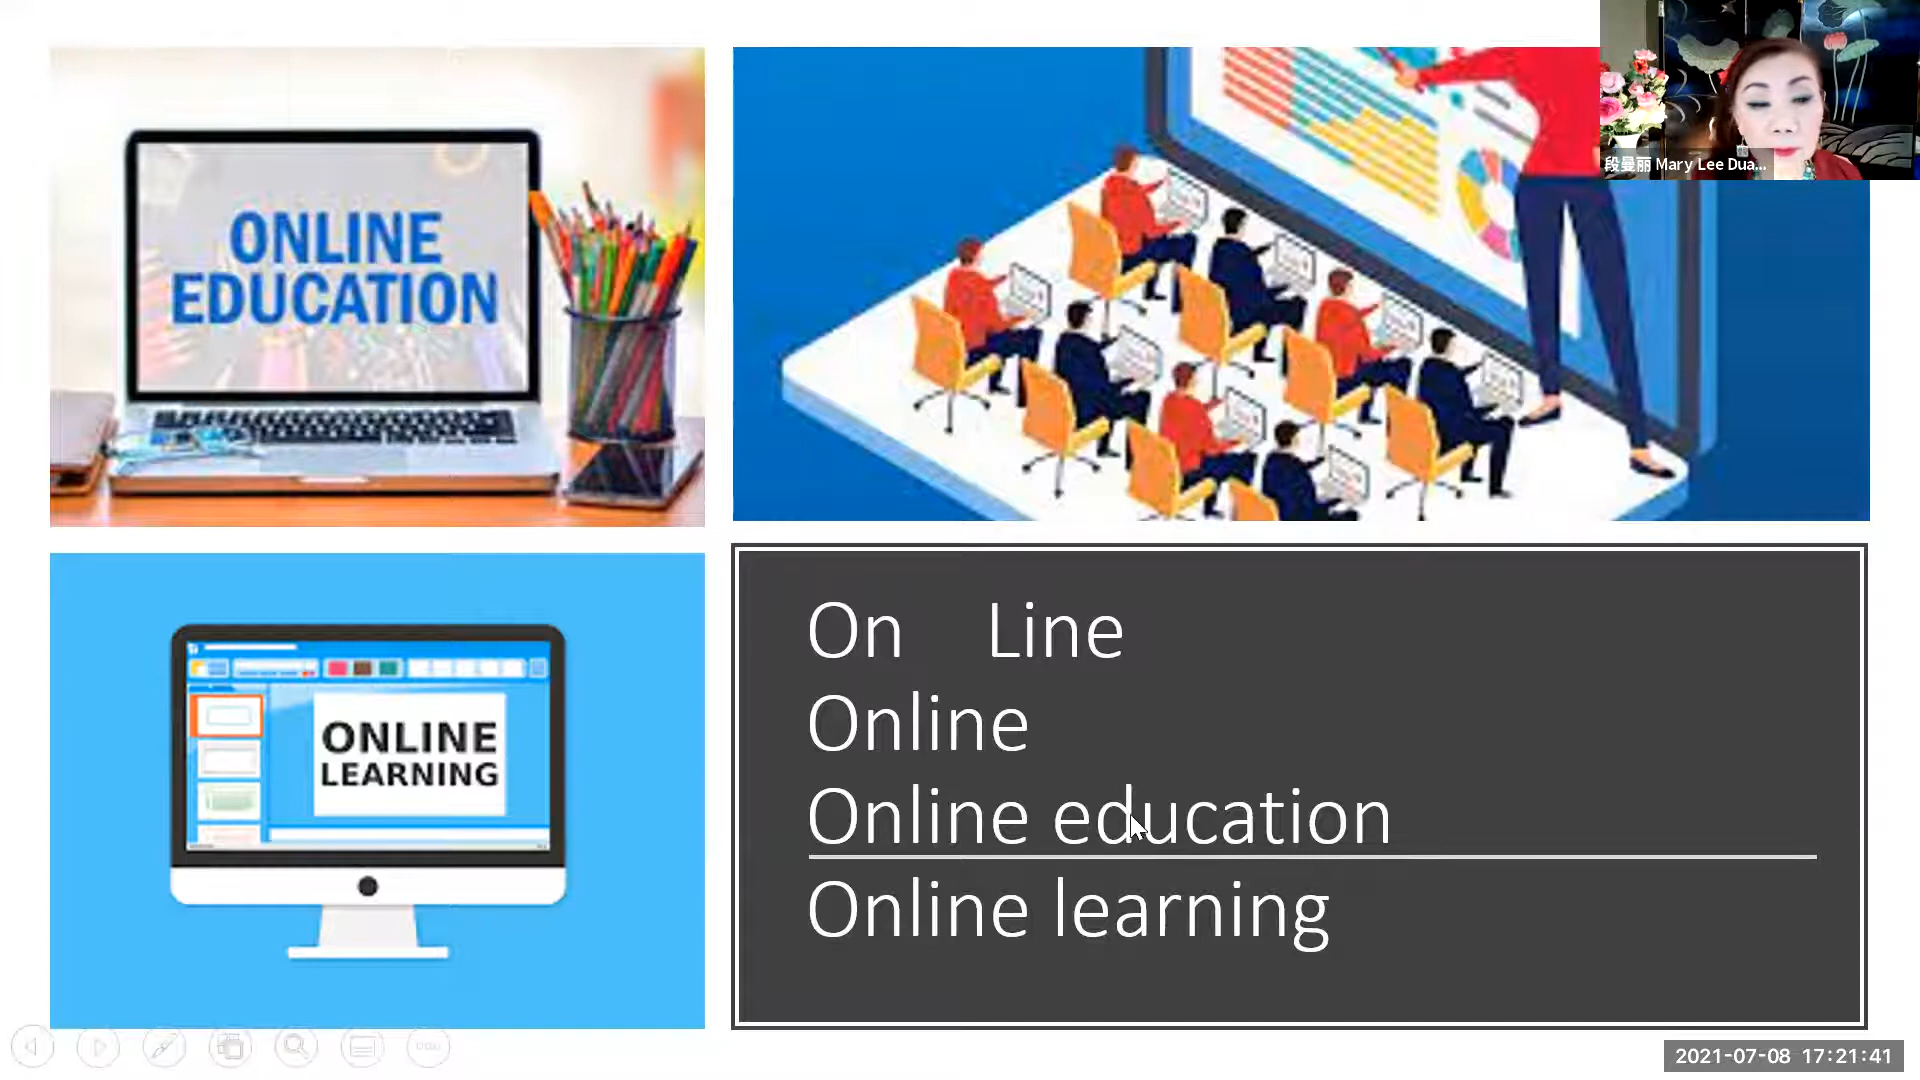 ONLINE
EDUCATION
段曼丽 Mary Lee Dua...
ONLINE
LEARNING
On Line
Online
Online education
Online learning
2021-07-08 17:21:41